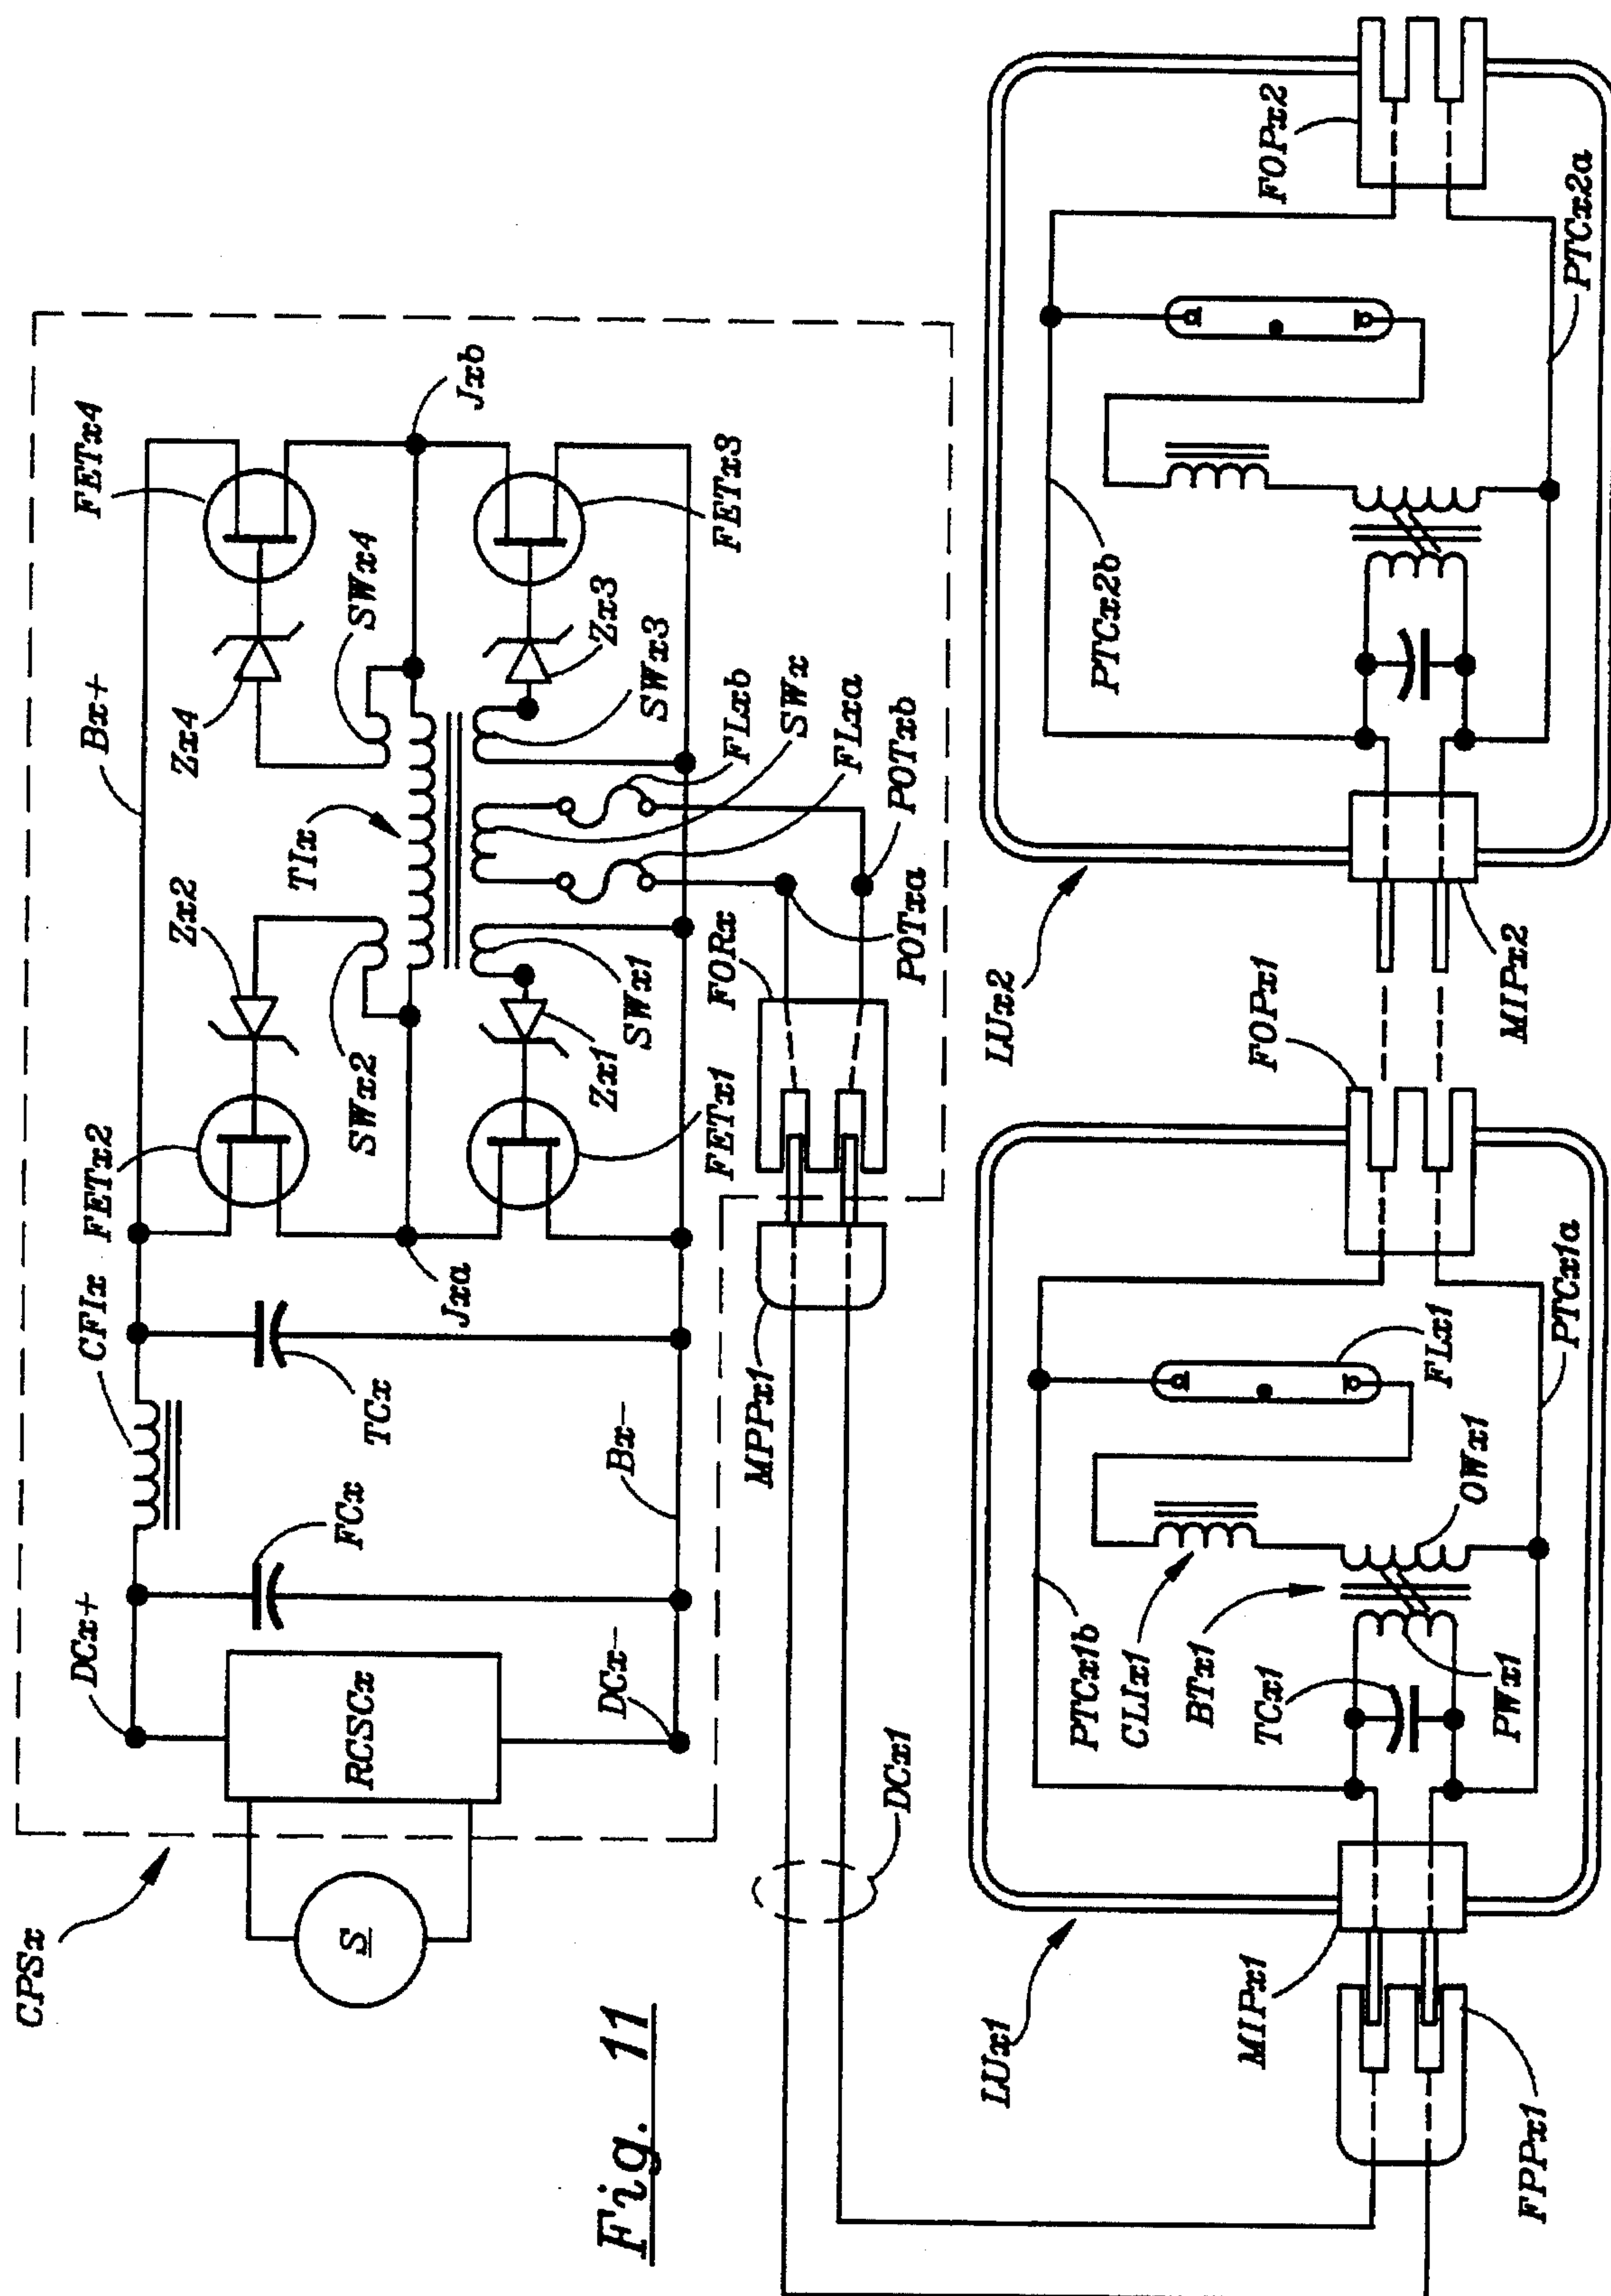 CPSx
DCx+
FCx
CFIx
FETx2
Zx2
Bx+
Zx4
FETx4
SWx4
TIx
SWx2
Jxb
FETx3
Zx3
SWx3
FLxb
SWx
FLxa
POTxb
POTxa
SWx1
Zx1
FORx
FETx1
Jxa
TCx
Bx-
RCSCx
DCx-
S
MPPx1
DCx1
Fig. 11
LUx1
MIPx1
FPPx1
PTCx1b
CLIx1
BTx1
TCx1
PWx1
OWx1
FLx1
PTCx1a
FOPx1
LUx2
MIPx2
PTCx2b
FOPx2
PTCx2a